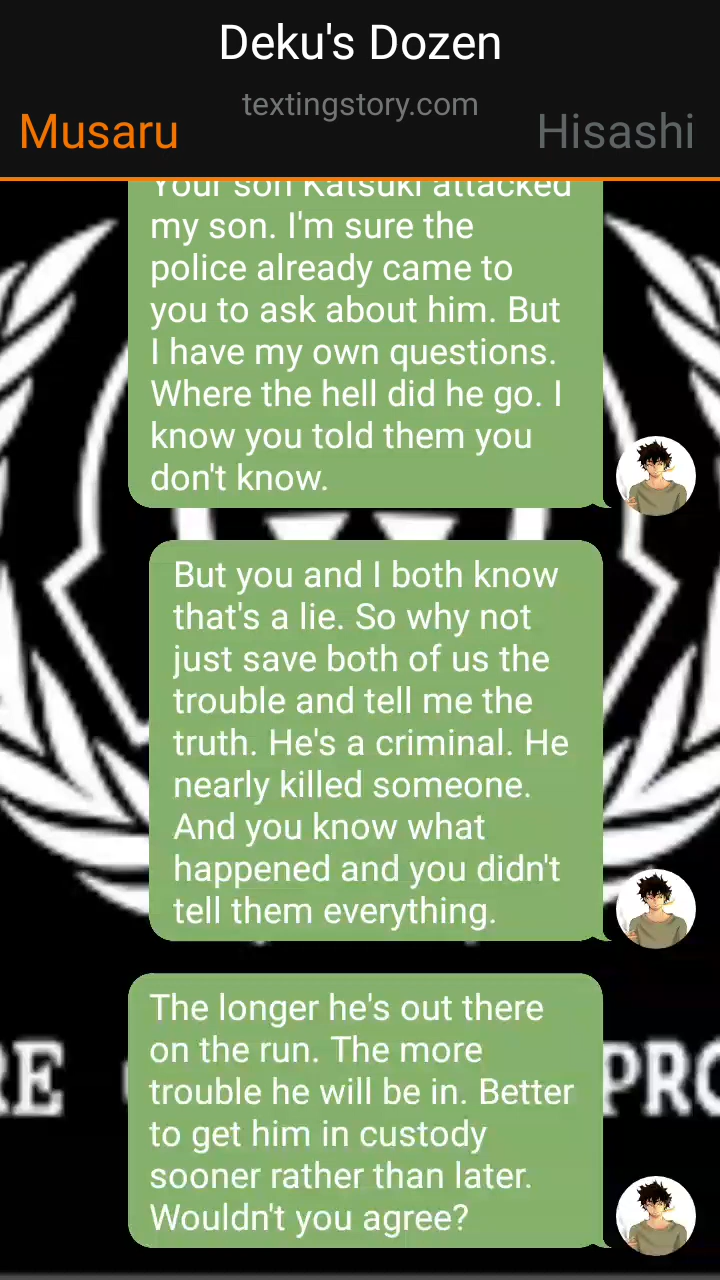 Deku's Dozen
textingstory.com
Musaru
Hisashi
Your son Katsuki attacked
my son. I'm sure the
police already came to
you to ask about him. But
I have my own questions.
Where the hell did he go. I
know you told them you
don't know.
But you and I both know
that's a lie. So why not
just save both of us the
trouble and tell me the
truth. He's a criminal. He
nearly killed someone.
And you know what
happened and you didn't
tell them everything.
The longer he's out there
on the run. The more
trouble he will be in. Better
to get him in custody
sooner rather than later.
Wouldn't you agree?